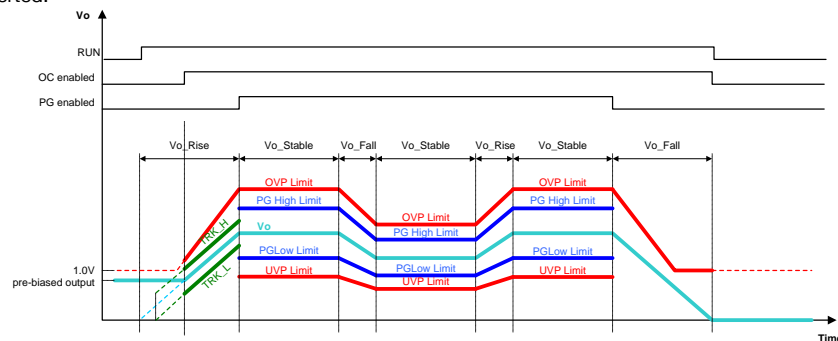 Vo
RUN
OC enabled
PG enabled
Vo_Rise Vo_Stable Vo_Fall Vo_Stable Vo_Rise Vo_Stable Vo_Fall
OVP Limit OVP Limit
PG High Limit PG High Limit
OVP Limit
TRK_H Vo PG High Limit
PGLow Limit PGLow Limit
1.0V TRK_L UVP Limit PGLow Limit UVP Limit
pre-biased output UVP Limit
Time